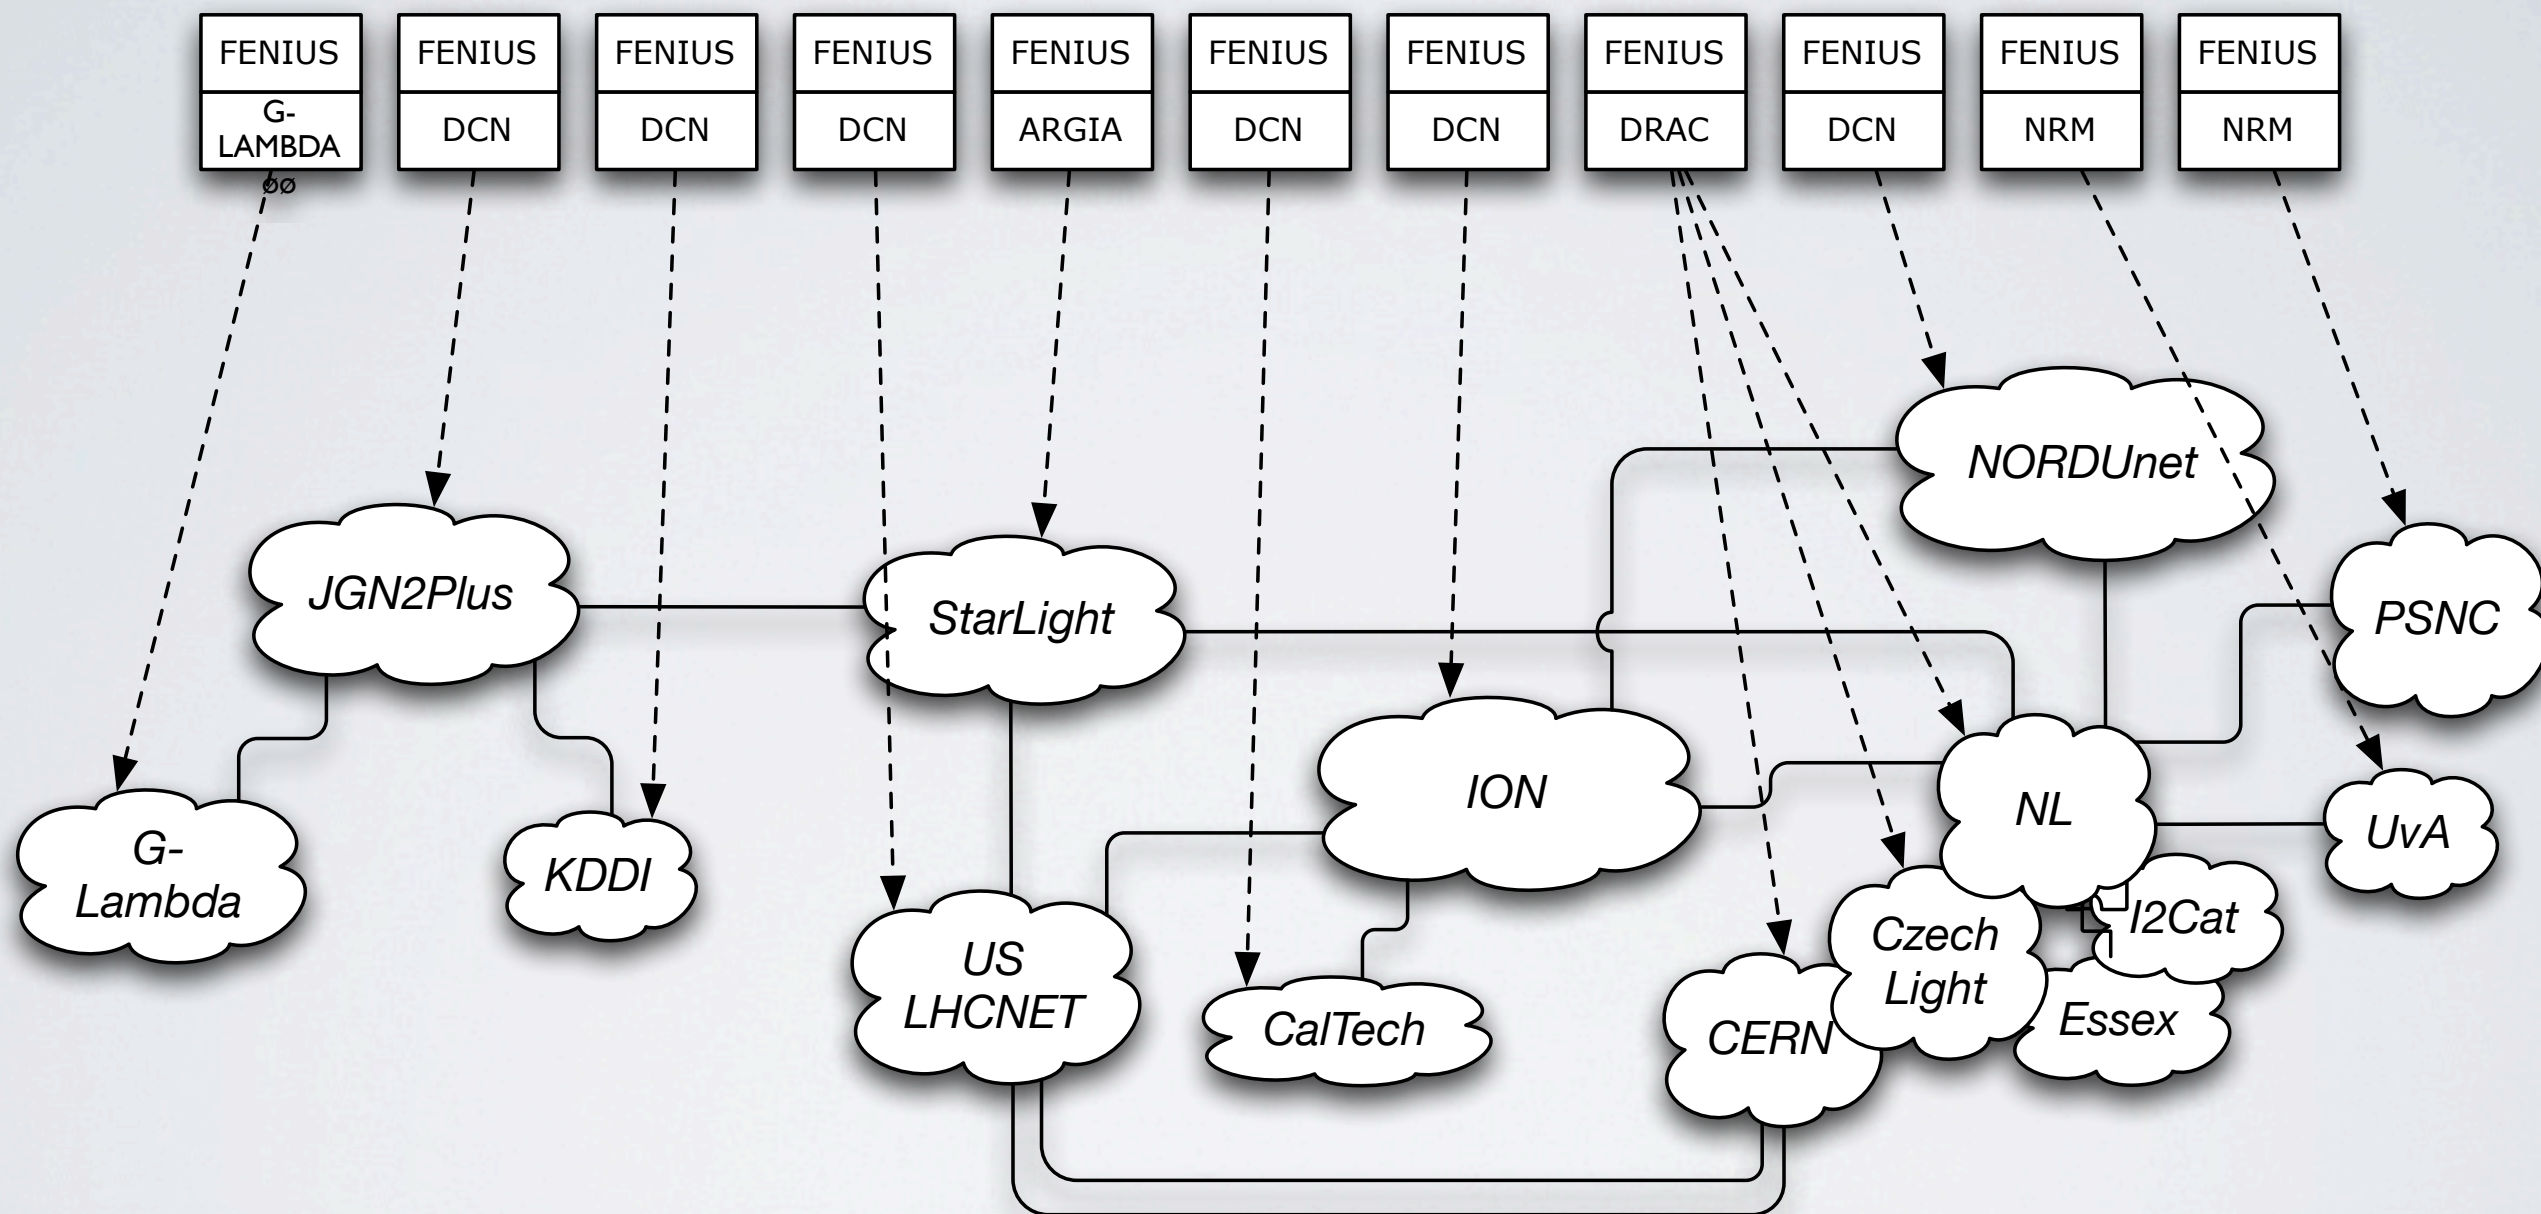 FENIUS
G-
LAMBDA
øø
FENIUS
DCN
FENIUS
DCN
FENIUS
DCN
FENIUS
ARGIA
FENIUS
DCN
FENIUS
DCN
FENIUS
DRAC
FENIUS
DCN
FENIUS
NRM
FENIUS
NRM
NORDUnet
JGN2Plus
StarLight
PSNC
ION
NL
UvA
G-
Lambda
KDDI
US
LHCNET
CalTech
CERN
Czech
Light
I2Cat
Essex